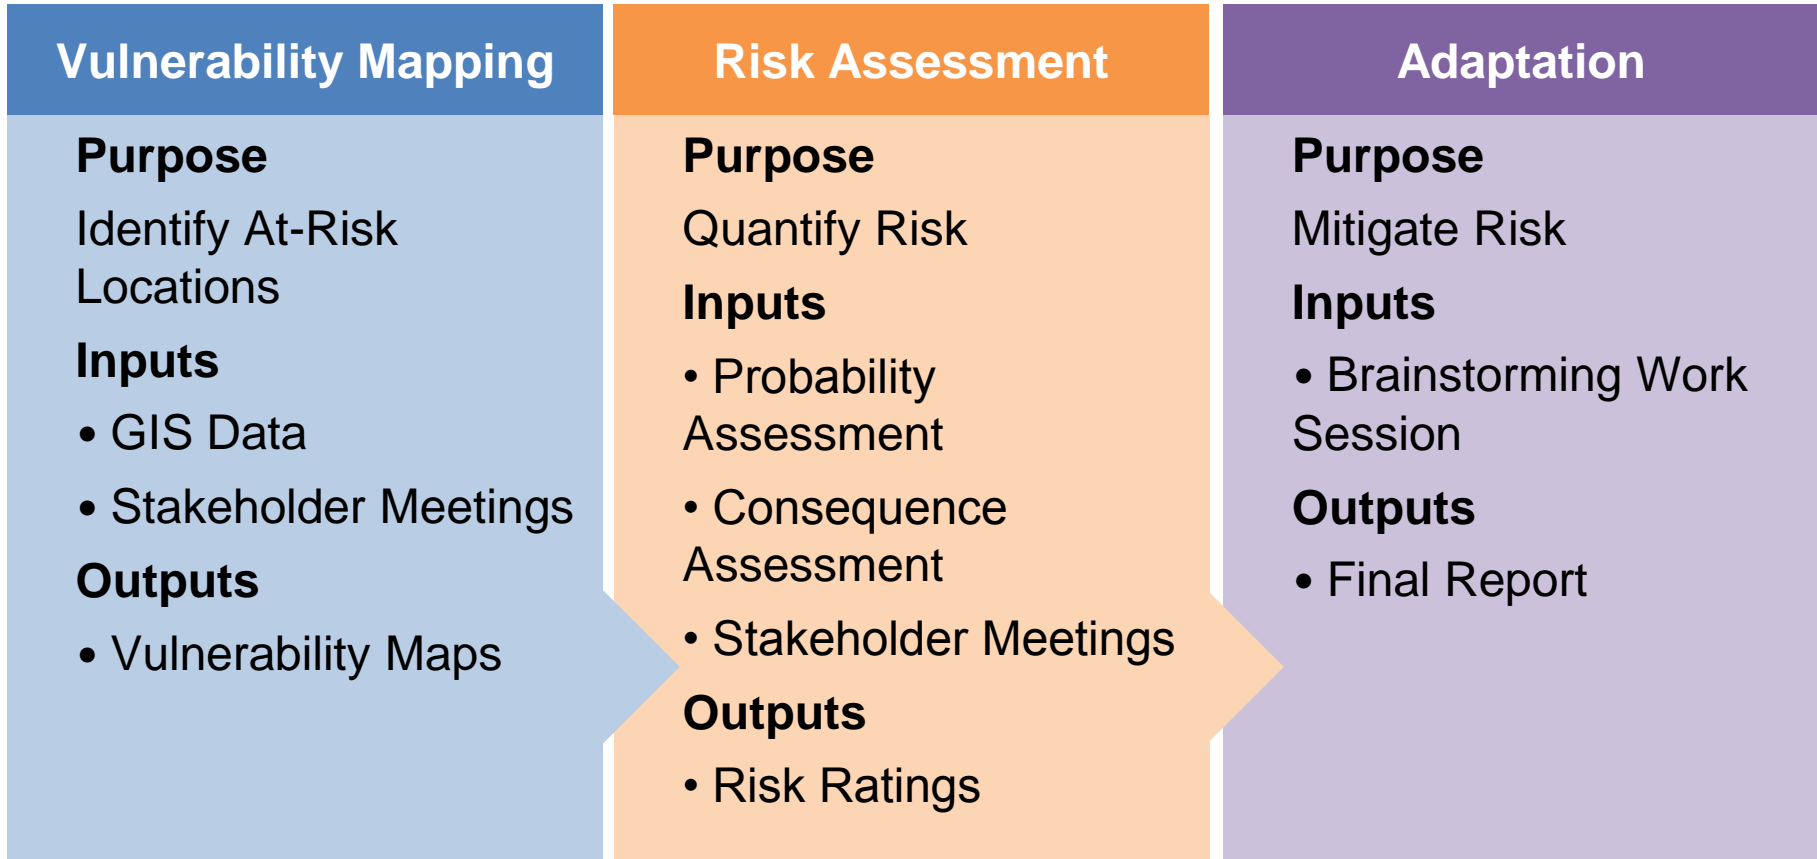 Vulnerability Mapping
Purpose
Identify At-Risk
Locations
Inputs
• GIS Data
• Stakeholder Meetings
Outputs
• Vulnerability Maps
Risk Assessment
Purpose
Quantify Risk
Inputs
• Probability
Assessment
• Consequence
Assessment
• Stakeholder Meetings
Outputs
• Risk Ratings
Adaptation
Purpose
Mitigate Risk
Inputs
• Brainstorming Work
Session
Outputs
• Final Report